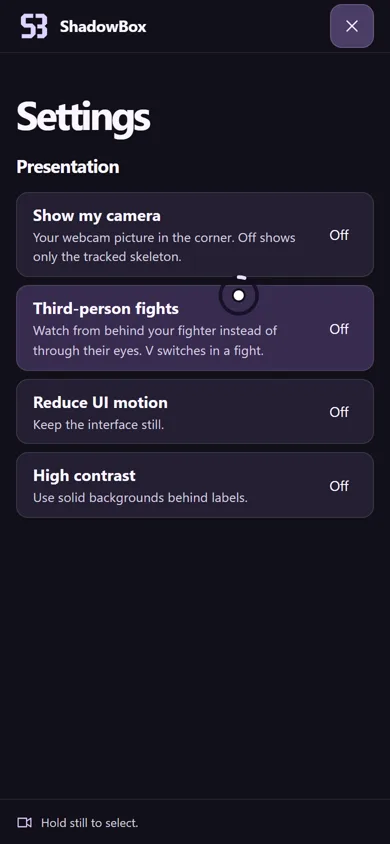 SB ShadowBox
Settings
Presentation
Show my camera
Your webcam picture in the corner. Off shows
only the tracked skeleton.
Off
Third-person fights
Watch from behind your fighter instead of
through their eyes. V switches in a fight.
Off
Reduce UI motion
Keep the interface still.
Off
High contrast
Use solid backgrounds behind labels.
Off
Hold still to select.